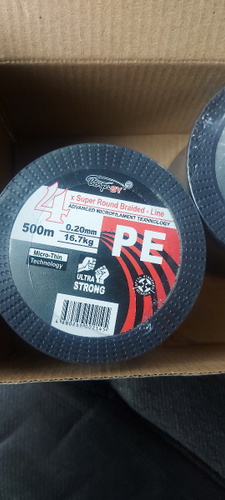 4
x Super Round Braided - Line
ADVANCED MICROFILAMENT TECHNOLOGY
500m
0.20mm
16.7kg
PE
Micro-Thin
Technology
ULTRA
STRONG